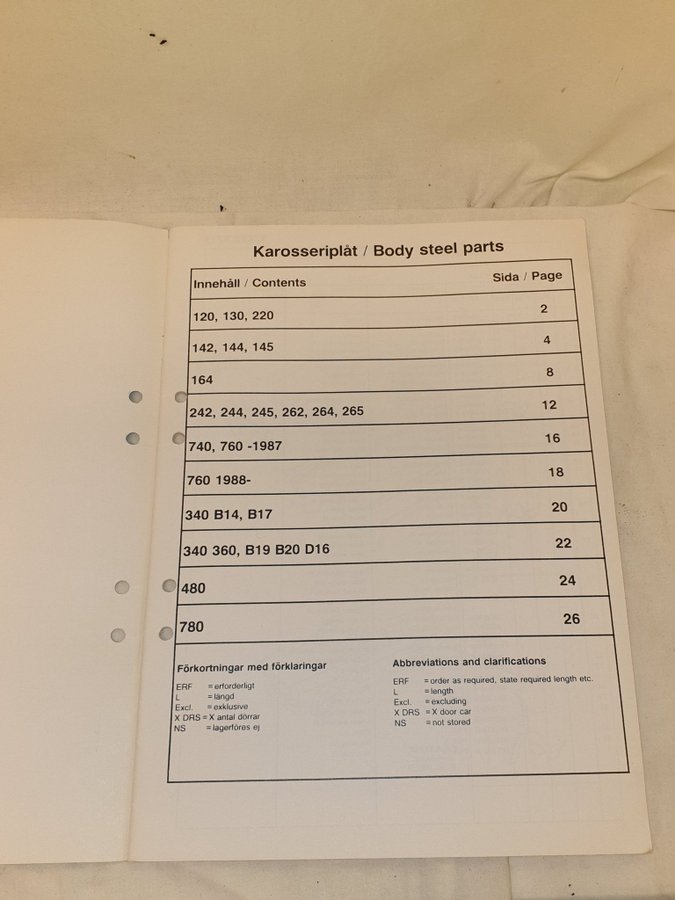 Karosseriplåt / Body steel parts
Innehåll / Contents Sida / Page
120, 130, 220 2
142, 144, 145 4
164 8
242, 244, 245, 262, 264, 265 12
740, 760 -1987 16
760 1988- 18
340 B14, B17 20
340 360, B19 B20 D16 22
480 24
780 26
Förkortningar med förklaringar
ERF = erforderligt
L = längd
Excl. = exklusive
X DRS = X antal dörrar
NS = lagerföres ej
Abbreviations and clarifications
ERF = order as required, state required length etc.
L = length
Excl. = excluding
X DRS = X door car
NS = not stored